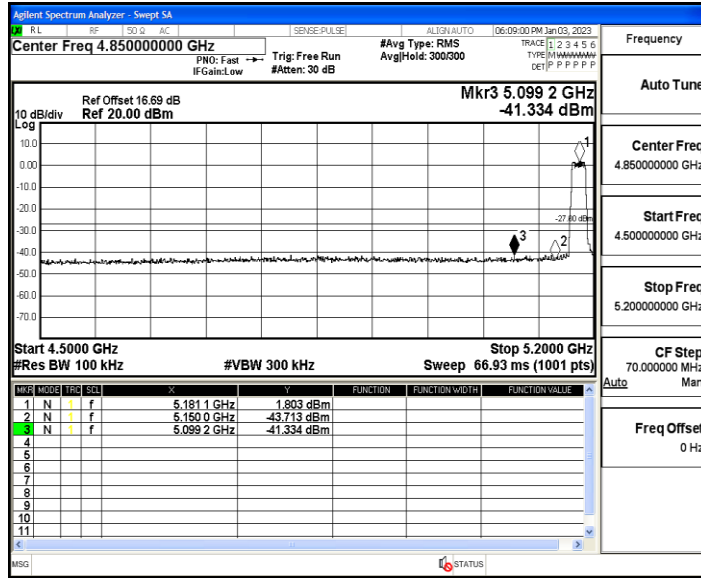 Agilent Spectrum Analyzer - Swept SA
RL RF 50 Ω AC SENSE:PULSE ALIGN AUTO 06:09:00 PM Jan 03, 2023
Center Freq 4.850000000 GHz #Avg Type: RMS TRACE 1 2 3 4 5 6
PNO: Fast Trig: Free Run Avg|Hold: 300/300 TYPE M
IFGain:Low #Atten: 30 dB DET P P P P P P
Mkr3 5.099 2 GHz
-41.334 dBm
Ref Offset 16.69 dB
10 dB/div Ref 20.00 dBm
Log
10.0
0.00
-10.0
-20.0
-30.0
-40.0
-50.0
-60.0
-70.0
1
-27.00 dBm
3
2
Start 4.5000 GHz Stop 5.2000 GHz
#Res BW 100 kHz #VBW 300 kHz Sweep 66.93 ms (1001 pts)
MKR MODE TRC SCL X Y FUNCTION FUNCTION WIDTH FUNCTION VALUE
1 N 1 f 5.181 1 GHz 1.803 dBm
2 N 1 f 5.150 0 GHz -43.713 dBm
3 N 1 f 5.099 2 GHz -41.334 dBm
4
5
6
7
8
9
10
11
MSG STATUS
Frequency
Auto Tune
Center Freq
4.850000000 GHz
Start Freq
4.500000000 GHz
Stop Freq
5.200000000 GHz
CF Step
70.000000 MHz
Auto Man
Freq Offset
0 Hz